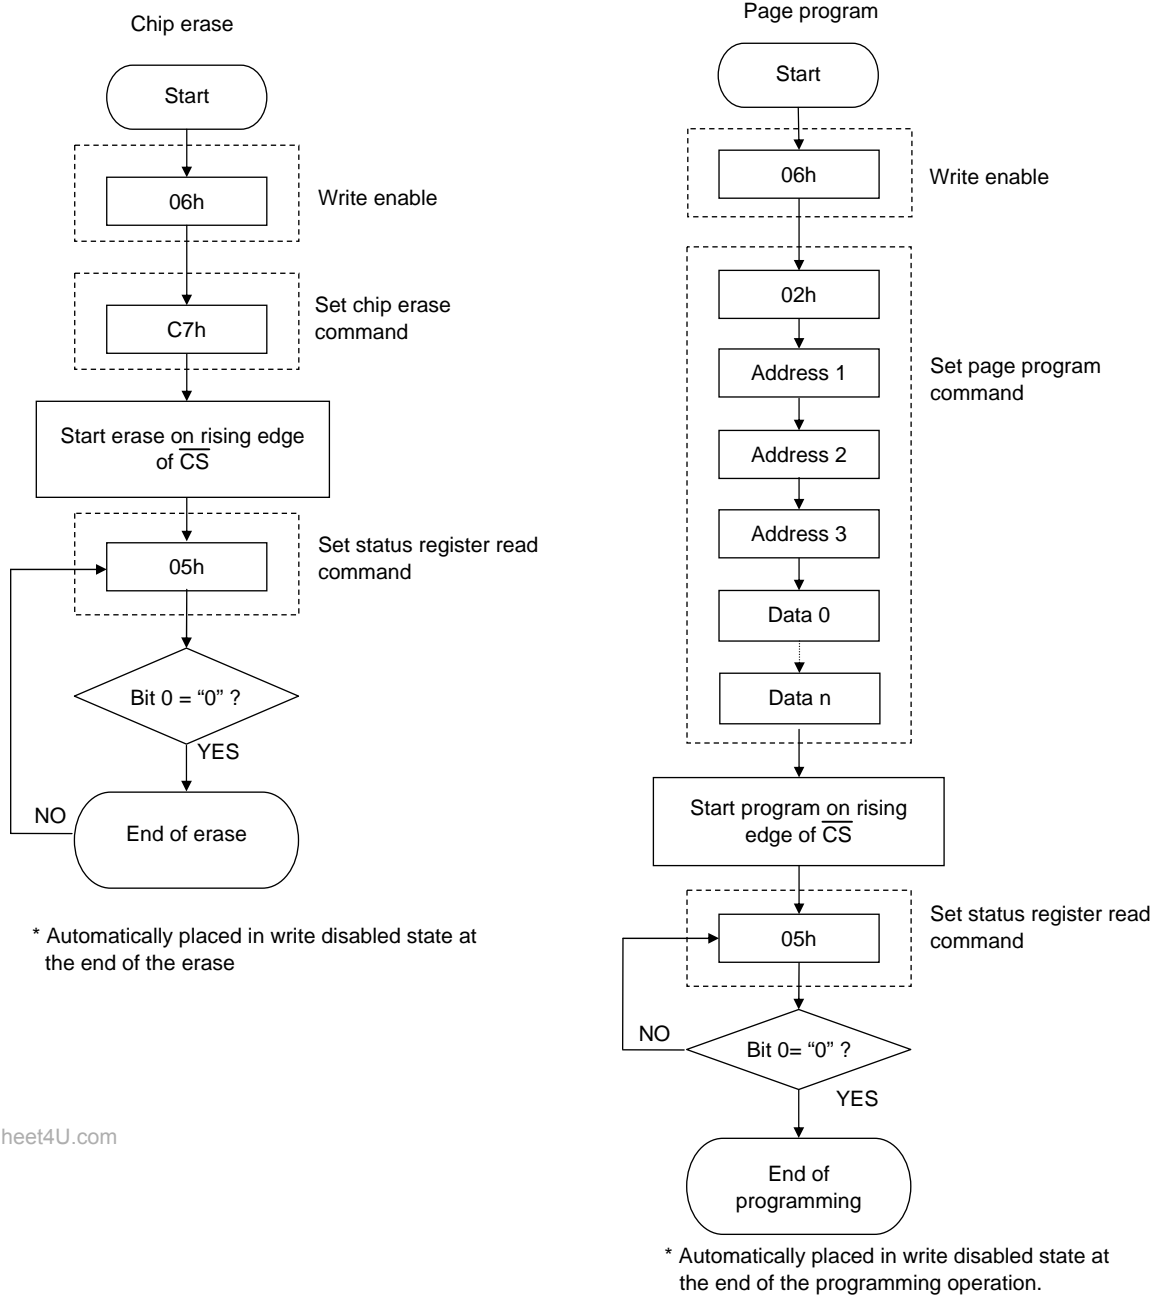 Chip erase
Start
06h
Write enable
C7h
Set chip erase
command
Start erase on rising edge
of CS
05h
Set status register read
command
Bit 0 = “0” ?
YES
NO
End of erase
* Automatically placed in write disabled state at
the end of the erase
heet4U.com
Page program
Start
06h
Write enable
02h
Address 1
Set page program
command
Address 2
Address 3
Data 0
Data n
Start program on rising
edge of CS
05h
Set status register read
command
NO
Bit 0= “0” ?
YES
End of
programming
* Automatically placed in write disabled state at
the end of the programming operation.